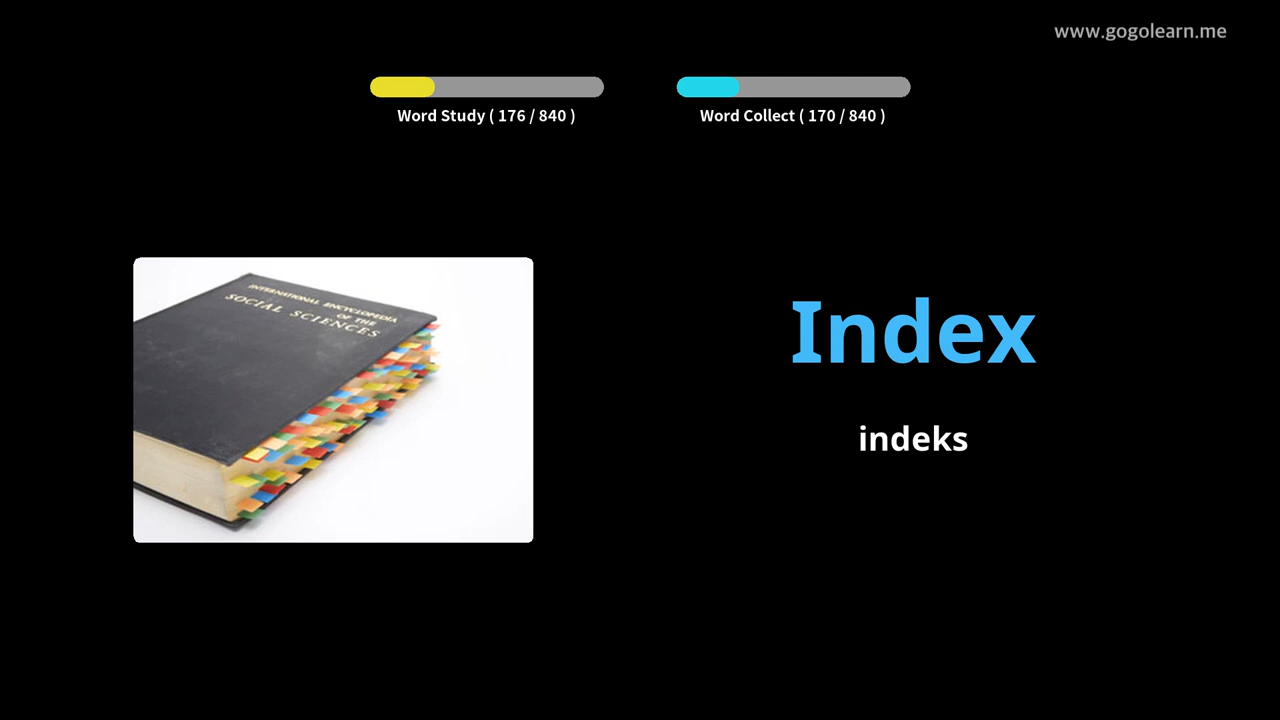 www.gogolearn.me
Word Study ( 176 / 840 )
Word Collect ( 170 / 840 )
INTERNATIONAL ENCYCLOPEDIA
OF THE
SOCIAL SCIENCES
Index
indeks